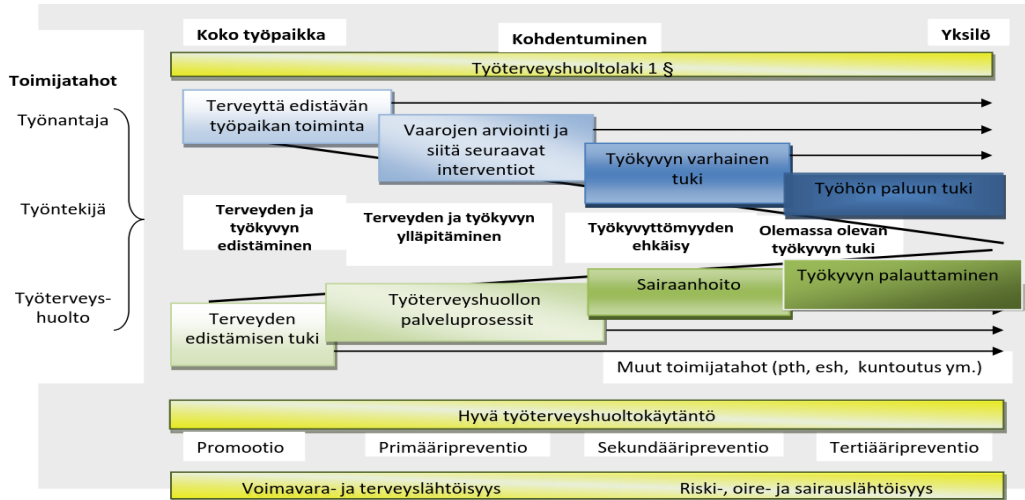 Koko työpaikka
Kohdentuminen
Yksilö
Työterveyshuoltolaki 1 §
Toimijatahot
Työnantaja
Työntekijä
Työterveys-
huolto
Terveyttä edistävän
työpaikan toiminta
Vaarojen arviointi ja
siitä seuraavat
interventiot
Työkyvyn varhainen
tuki
Työhön paluun tuki
Terveyden ja
työkyvyn
edistäminen
Terveyden ja työkyvyn
ylläpitäminen
Työkyvyttömyyden
ehkäisy
Olemassa olevan
työkyvyn tuki
Terveyden
edistämisen tuki
Työterveyshuollon
palveluprosessit
Sairaanhoito
Työkyvyn palauttaminen
Muut toimijatahot (pth, esh, kuntoutus ym.)
Hyvä työterveyshuoltokäytäntö
Promootio
Primääripreventio
Sekundääripreventio
Tertiääripreventio
Voimavara- ja terveyslähtöisyys
Riski-, oire- ja sairauslähtöisyys